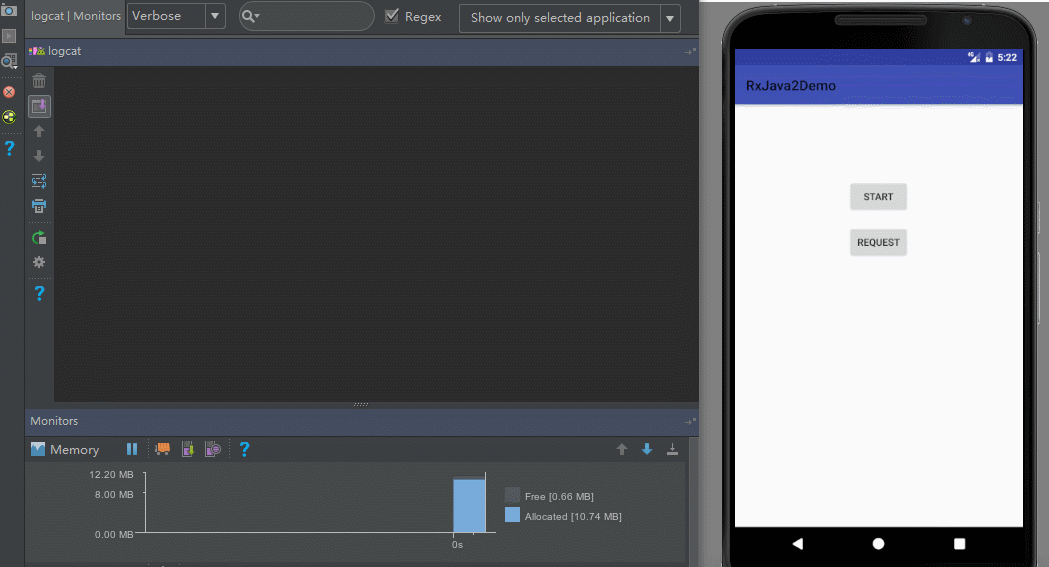 logcat | Monitors
Verbose
Regex
Show only selected application
logcat
?
?
Monitors
Memory
?
12.20 MB
8.00 MB
0.00 MB
0s
Free [0.66 MB]
Allocated [10.74 MB]
4G
5:22
RxJava2Demo
START
REQUEST